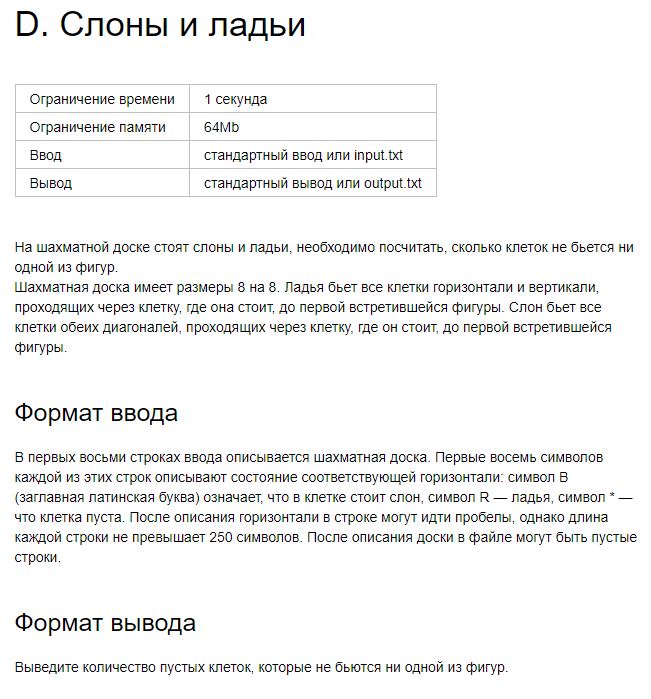 D. Слоны и ладьи
Ограничение времени 1 секунда
Ограничение памяти 64Mb
Ввод стандартный ввод или input.txt
Вывод стандартный вывод или output.txt
На шахматной доске стоят слоны и ладьи, необходимо посчитать, сколько клеток не бьется ни
одной из фигур.
Шахматная доска имеет размеры 8 на 8. Ладья бьет все клетки горизонтали и вертикали,
проходящих через клетку, где она стоит, до первой встретившейся фигуры. Слон бьет все
клетки обеих диагоналей, проходящих через клетку, где он стоит, до первой встретившейся
фигуры.
Формат ввода
В первых восьми строках ввода описывается шахматная доска. Первые восемь символов
каждой из этих строк описывают состояние соответствующей горизонтали: символ B
(заглавная латинская буква) означает, что в клетке стоит слон, символ R — ладья, символ * —
что клетка пуста. После описания горизонтали в строке могут идти пробелы, однако длина
каждой строки не превышает 250 символов. После описания доски в файле могут быть пустые
строки.
Формат вывода
Выведите количество пустых клеток, которые не бьются ни одной из фигур.